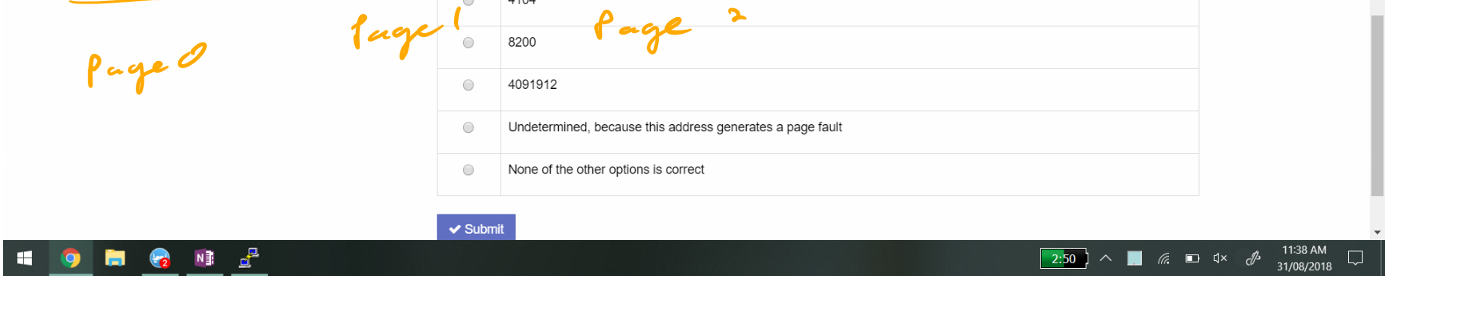 4104
Page 0
Page 1
Page 2
8200
4091912
Undetermined, because this address generates a page fault
None of the other options is correct
Submit
2:50
11:38 AM
31/08/2018